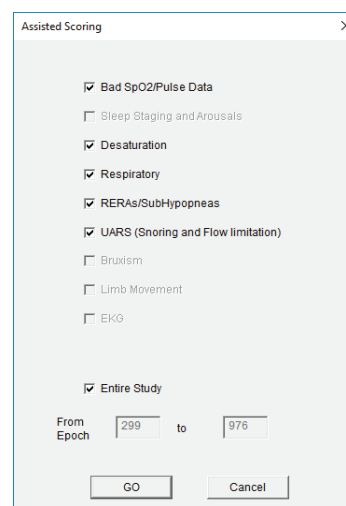 Assisted Scoring
Bad SpO2/Pulse Data
Sleep Staging and Arousals
Desaturation
Respiratory
RERAs/SubHypopneas
UARS (Snoring and Flow limitation)
Bruxism
Limb Movement
EKG
Entire Study
From Epoch 299 to 976
GO Cancel